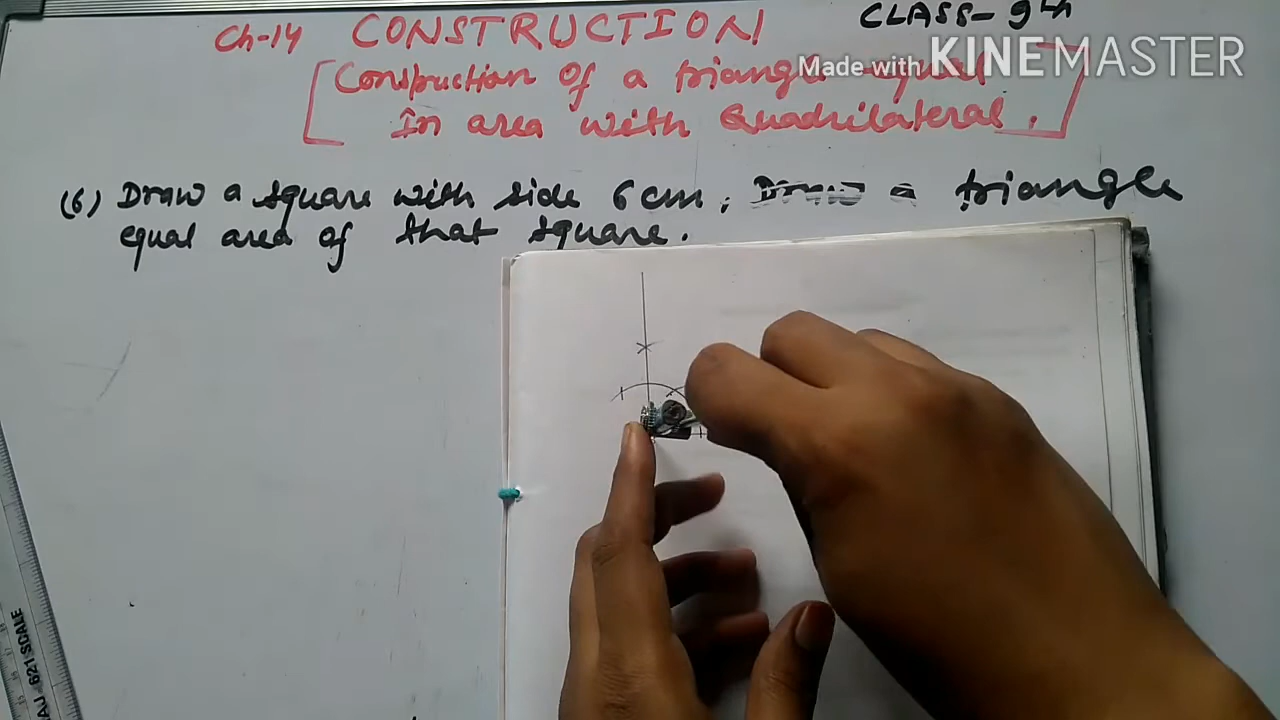 CLASS-9th
Ch-14 CONSTRUCTION
Made with KINEMASTER
[Construction Of a triangle equal
In area with Quadrilateral.]
(6) Draw a square with side 6cm, Draw a triangle
equal area of that square.
621 SCALE